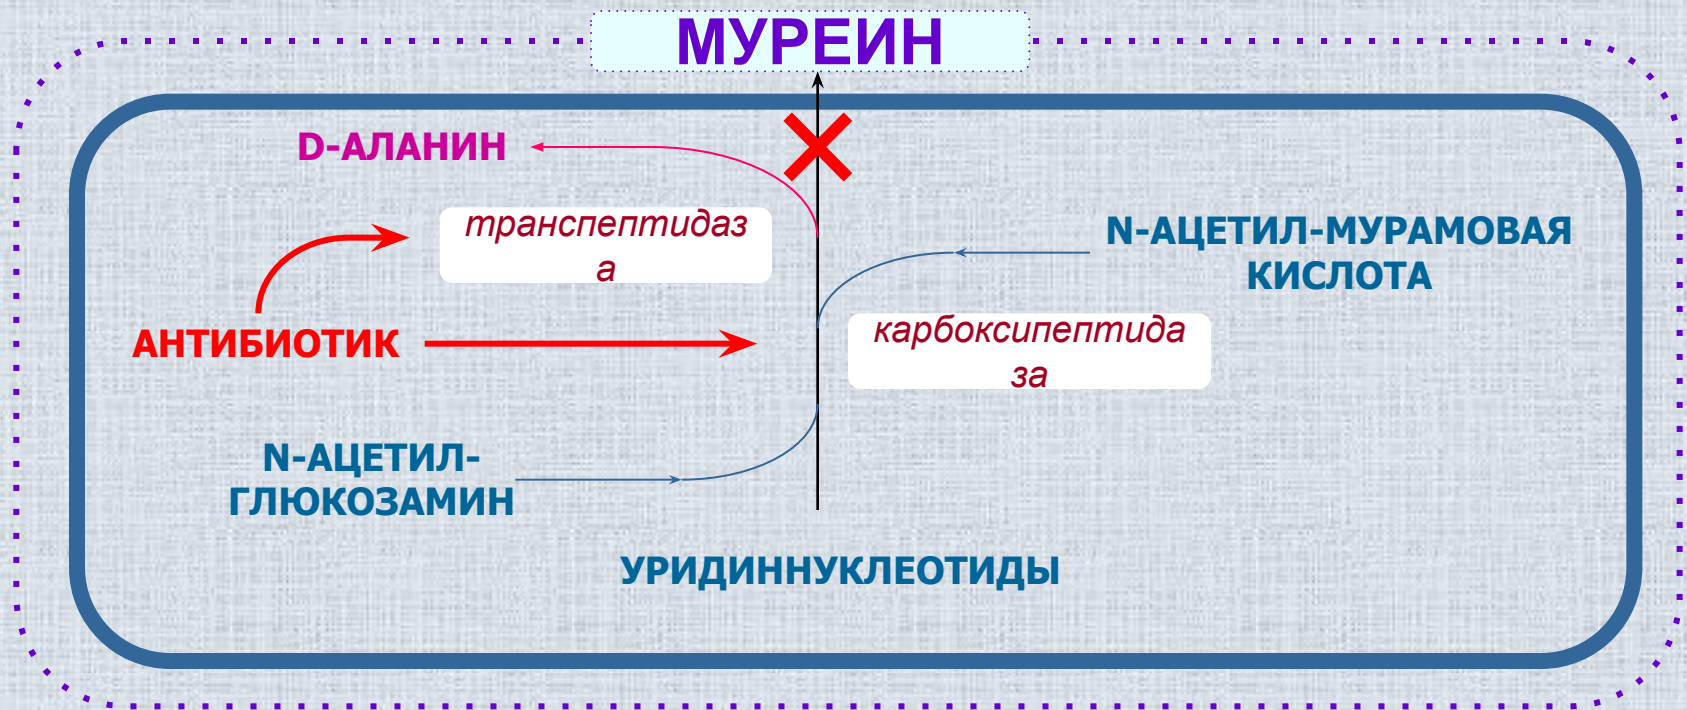 МУРЕИН
D-АЛАНИН
транспептидаз
а
N-АЦЕТИЛ-МУРАМОВАЯ
КИСЛОТА
АНТИБИОТИК
карбоксипептида
за
N-АЦЕТИЛ-
ГЛЮКОЗАМИН
УРИДИННУКЛЕОТИДЫ